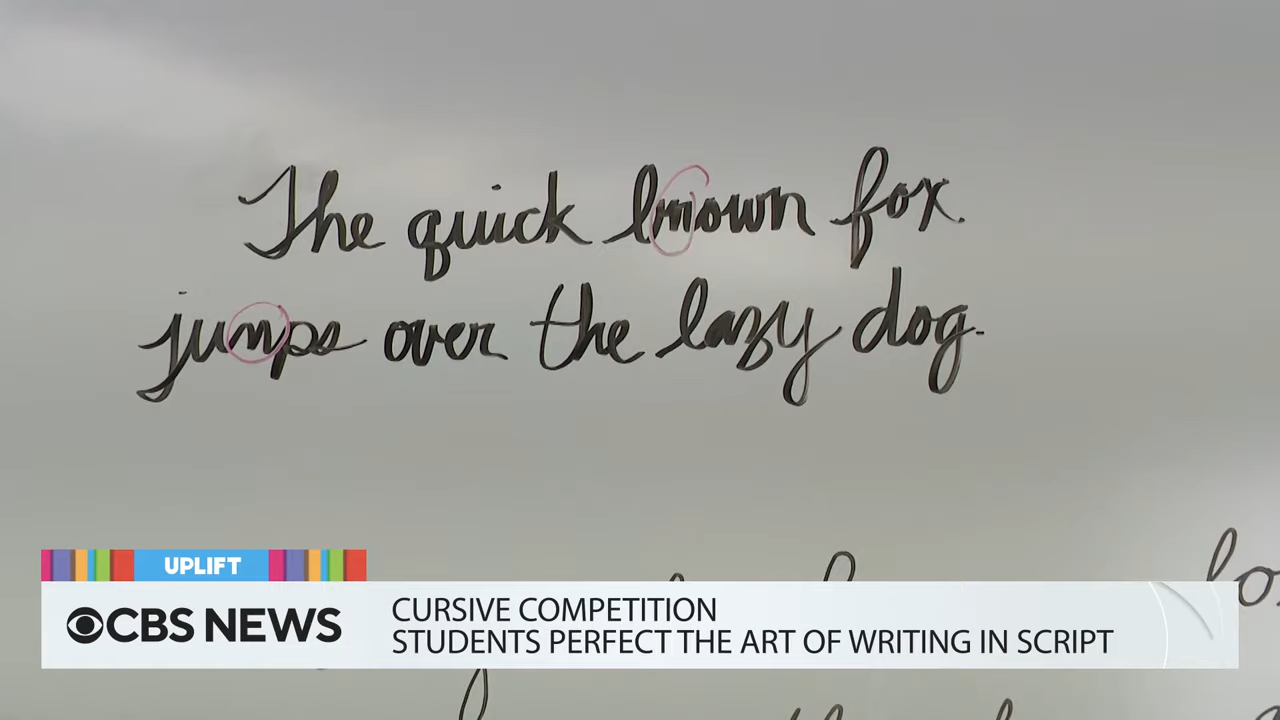 The quick brown fox
jumps over the lazy dog.
UPLIFT
CBS NEWS
CURSIVE COMPETITION
STUDENTS PERFECT THE ART OF WRITING IN SCRIPT